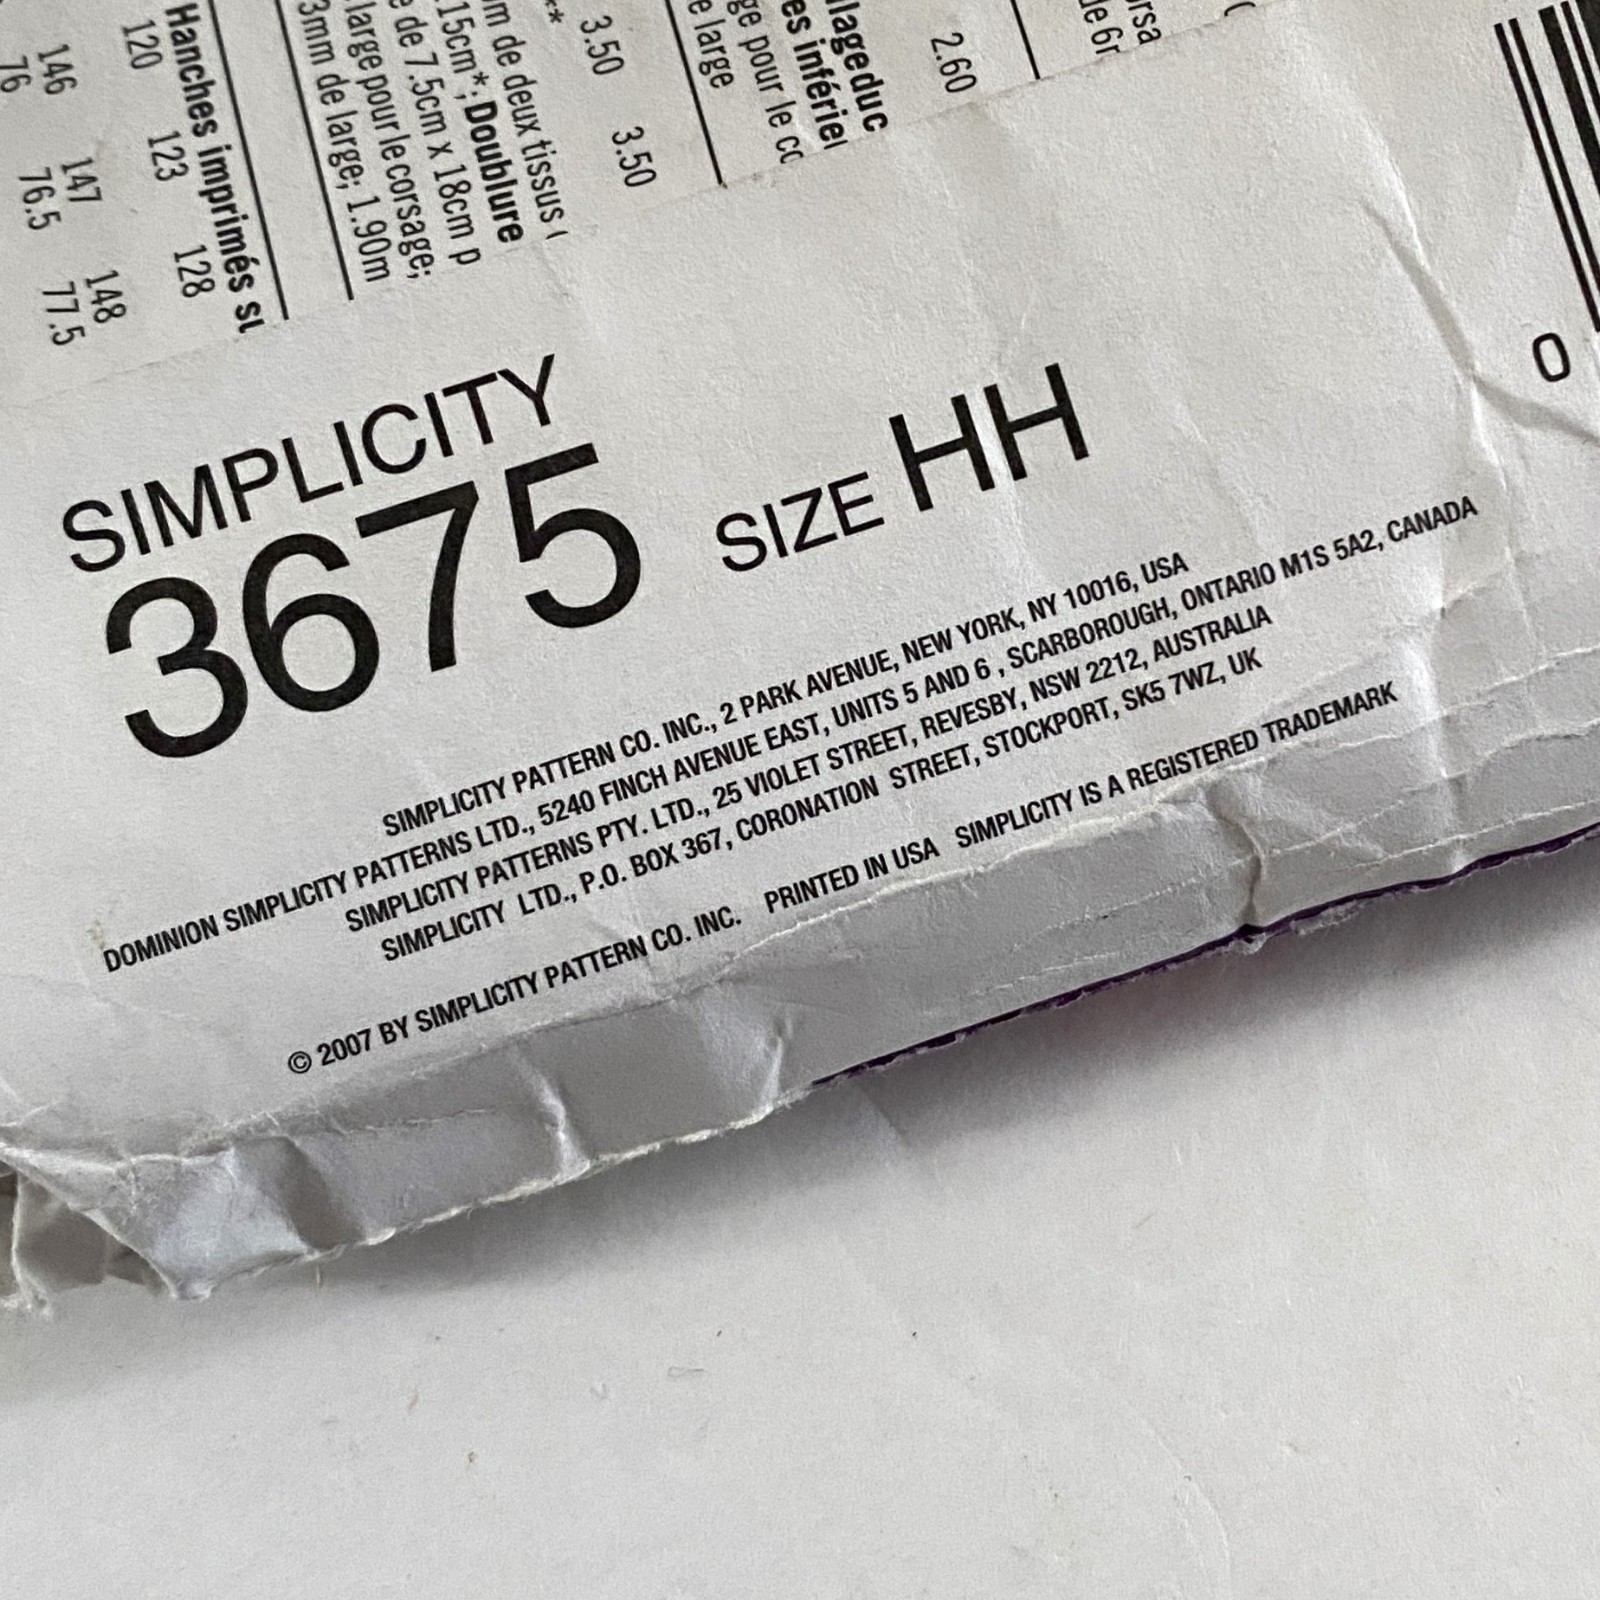 146 147 148
76 76.5 77.5
120 123 128
Hanches imprimés
3mm de large; 1.90m
large pour le corsage;
de 7.5cm x 18cm
15cm*; Doublure
de deux tissus
**
3.50 3.50
large
pour le
2.60
SIMPLICITY
3675 SIZE HH
SIMPLICITY PATTERN CO. INC., 2 PARK AVENUE, NEW YORK, NY 10016, USA
DOMINION SIMPLICITY PATTERNS LTD., 5240 FINCH AVENUE EAST, UNITS 5 AND 6 , SCARBOROUGH, ONTARIO M1S 5A2, CANADA
SIMPLICITY PATTERNS PTY. LTD., 25 VIOLET STREET, REVESBY, NSW 2212, AUSTRALIA
SIMPLICITY LTD., P.O. BOX 367, CORONATION STREET, STOCKPORT, SK5 7WZ, UK
© 2007 BY SIMPLICITY PATTERN CO. INC. PRINTED IN USA SIMPLICITY IS A REGISTERED TRADEMARK
0